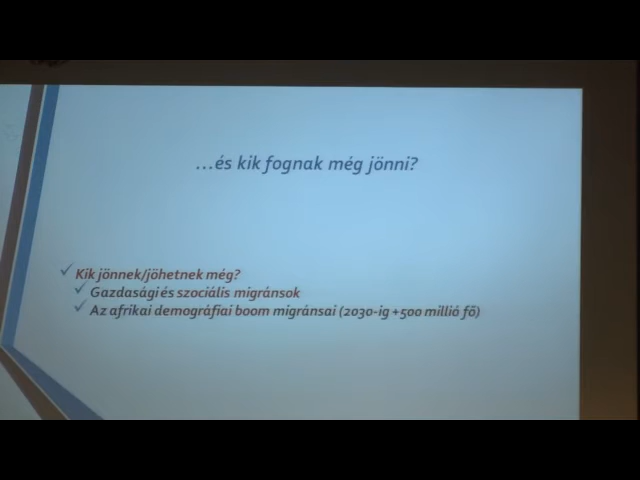 ...és kik fognak még jönni?
Kik jönnek/jöhetnek még?
Gazdasági és szociális migránsok
Az afrikai demográfiai boom migránsai (2030-ig +500 millió fő)